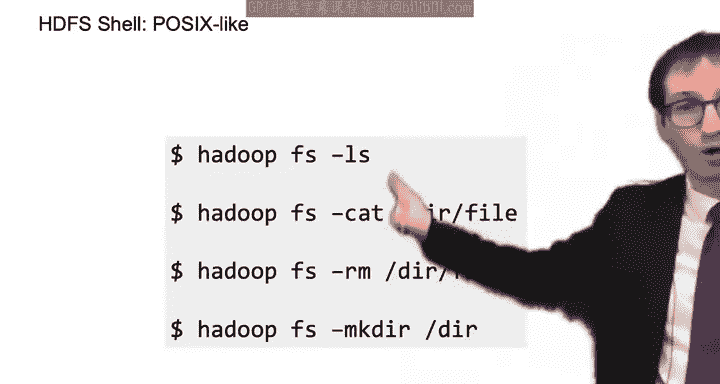 HDFS Shell: POSIX-like
$ hadoop fs –ls
$ hadoop fs –cat ir/file
$ hadoop fs –rm /dir/
$ hadoop fs –mkdir /dir